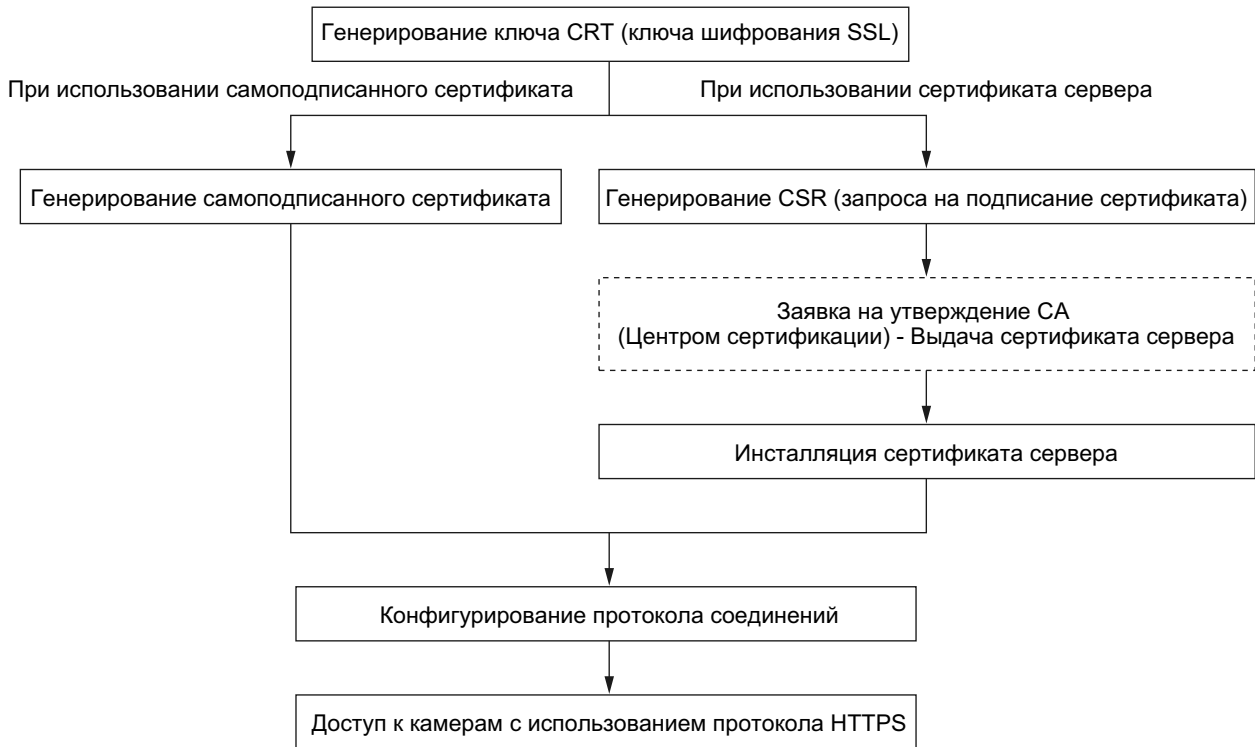 Генерирование ключа CRT (ключа шифрования SSL)
При использовании самоподписанного сертификата
При использовании сертификата сервера
Генерирование самоподписанного сертификата
Генерирование CSR (запроса на подписание сертификата)
Заявка на утверждение CA
(Центром сертификации) - Выдача сертификата сервера
Инсталляция сертификата сервера
Конфигурирование протокола соединений
Доступ к камерам с использованием протокола HTTPS